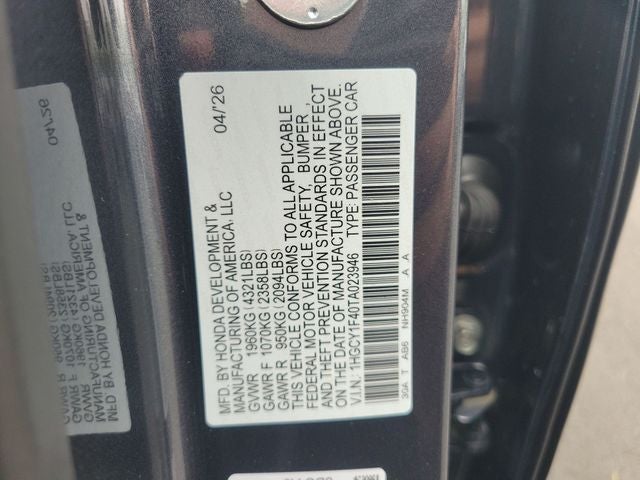 MFD. BY HONDA DEVELOPMENT & 04/'26
MANUFACTURING OF AMERICA, LLC
GVWR 1960KG (4321LBS)
GAWR F 1070KG (2358LBS)
GAWR R 950KG (2094LBS)
THIS VEHICLE CONFORMS TO ALL APPLICABLE
FEDERAL MOTOR VEHICLE SAFETY, BUMPER,
AND THEFT PREVENTION STANDARDS IN EFFECT
ON THE DATE OF MANUFACTURE SHOWN ABOVE.
V.I.N. 1HGCY1F40TA023946 TYPE: PASSENGER CAR
30A T AB6 NH904M A A